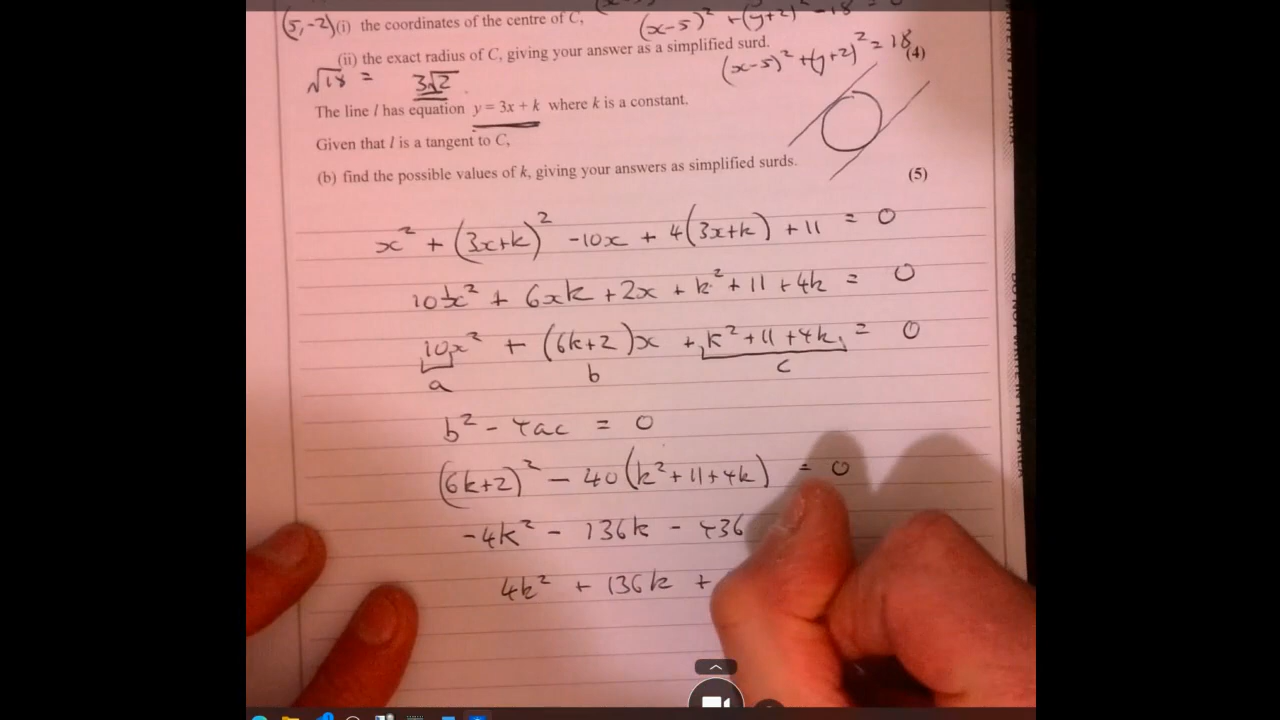 (5,-2) (i) the coordinates of the centre of C,
(x-5)² +(y+2)² -18 = 0
(ii) the exact radius of C, giving your answer as a simplified surd.
(x-5)² +(y+2)² = 18
(4)
√18 = 3√2
The line l has equation y = 3x + k where k is a constant.
Given that l is a tangent to C,
(b) find the possible values of k, giving your answers as simplified surds.
(5)
x² + (3x+k)² -10x + 4(3x+k) + 11 = 0
10x² + 6xk + 2x + k² + 11 + 4k = 0
10x² + (6k+2)x + k² + 11 + 4k = 0
a b c
b² - 4ac = 0
(6k+2)² - 40(k² + 11 + 4k) = 0
-4k² - 136k - 436
4k² + 136k +